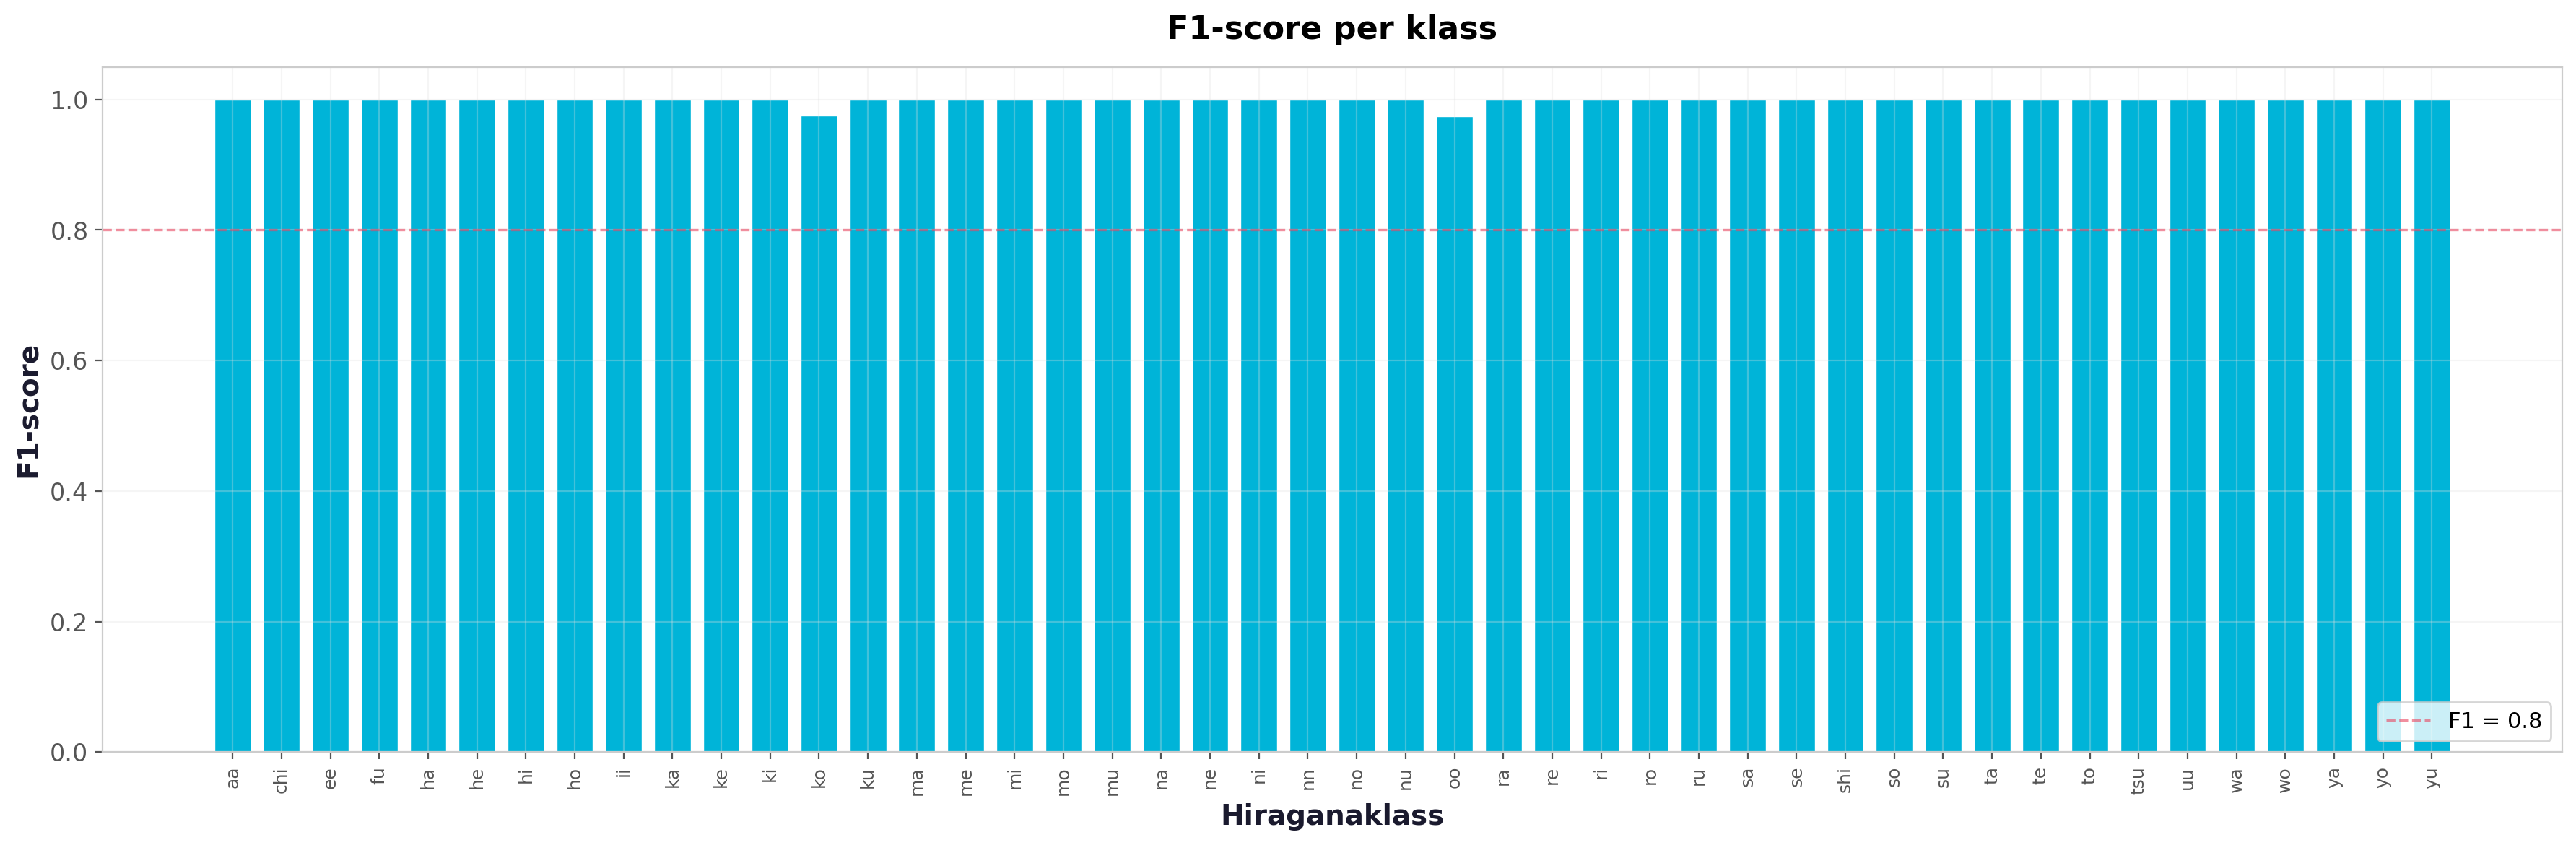 F1-score per klass
F1-score
1.0
0.8
0.6
0.4
0.2
0.0
F1 = 0.8
aa chi ee fu ha he hi ho ii ka ke ki ko ku ma me mi mo mu na ne ni nn no nu oo ra re ri ro ru sa se shi so su ta te to tsu uu wa wo ya yo yu
Hiraganaklass